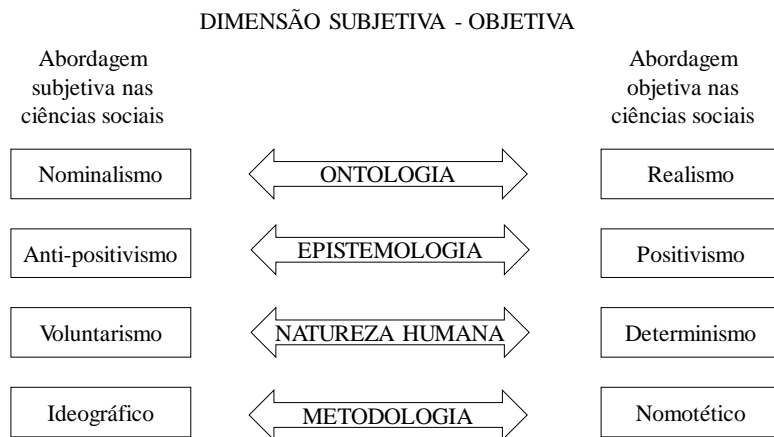 DIMENSÃO SUBJETIVA - OBJETIVA
Abordagem
subjetiva nas
ciências sociais
Abordagem
objetiva nas
ciências sociais
Nominalismo
ONTOLOGIA
Realismo
Anti-positivismo
EPISTEMOLOGIA
Positivismo
Voluntarismo
NATUREZA HUMANA
Determinismo
Ideográfico
METODOLOGIA
Nomotético